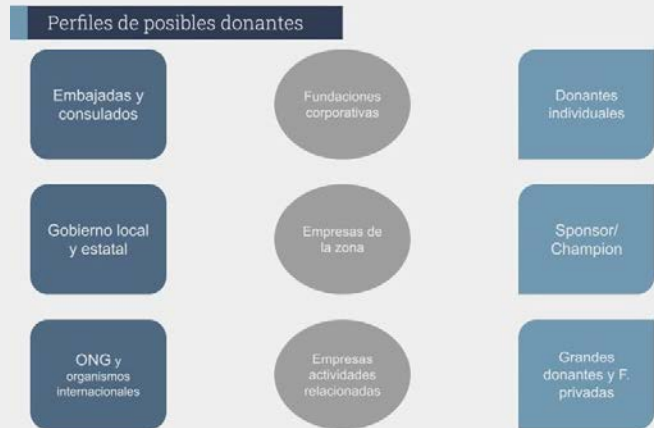 Perfiles de posibles donantes
Embajadas y
consulados
Fundaciones
corporativas
Donantes
individuales
Gobierno local
y estatal
Empresas de
la zona
Sponsor/
Champion
ONG y
organismos
internacionales
Empresas
actividades
relacionadas
Grandes
donantes y F.
privadas